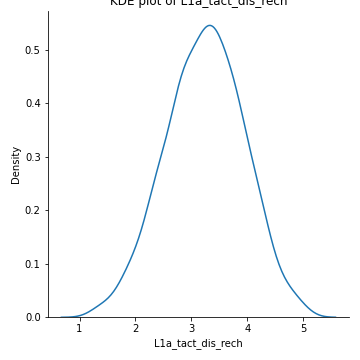 KDE plot of L1a_tact_dis_rech
0.5
0.4
0.3
0.2
0.1
0.0
Density
1 2 3 4 5
L1a_tact_dis_rech